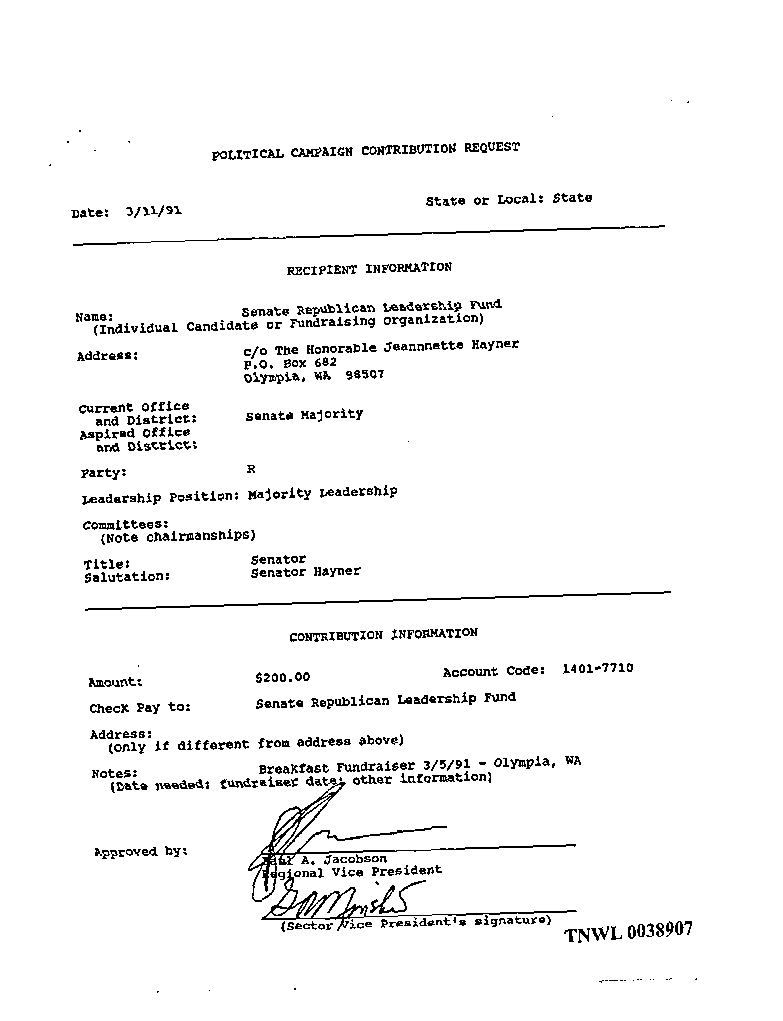 POLITICAL CAMPAIGN CONTRIBUTION REQUEST
Date: 3/11/91
State or Local: State
RECIPIENT INFORMATION
Name: Senate Republican Leadership Fund
(Individual Candidate or Fundraising Organization)
Address: c/o The Honorable Jeannnette Hayner
P.O. Box 682
Olympia, WA 98507
Current Office
and District: Senate Majority
Aspired Office
and District:
Party: R
Leadership Position: Majority Leadership
Committees:
(Note chairmanships)
Title: Senator
Salutation: Senator Hayner
CONTRIBUTION INFORMATION
Amount: $200.00 Account Code: 1401-7710
Check Pay to: Senate Republican Leadership Fund
Address:
(only if different from address above)
Notes: Breakfast Fundraiser 3/5/91 - Olympia, WA
(Date needed; fundraiser date; other information)
Approved by:
A. Jacobson
Regional Vice President
(Sector Vice President's signature)
TNWL 0038907